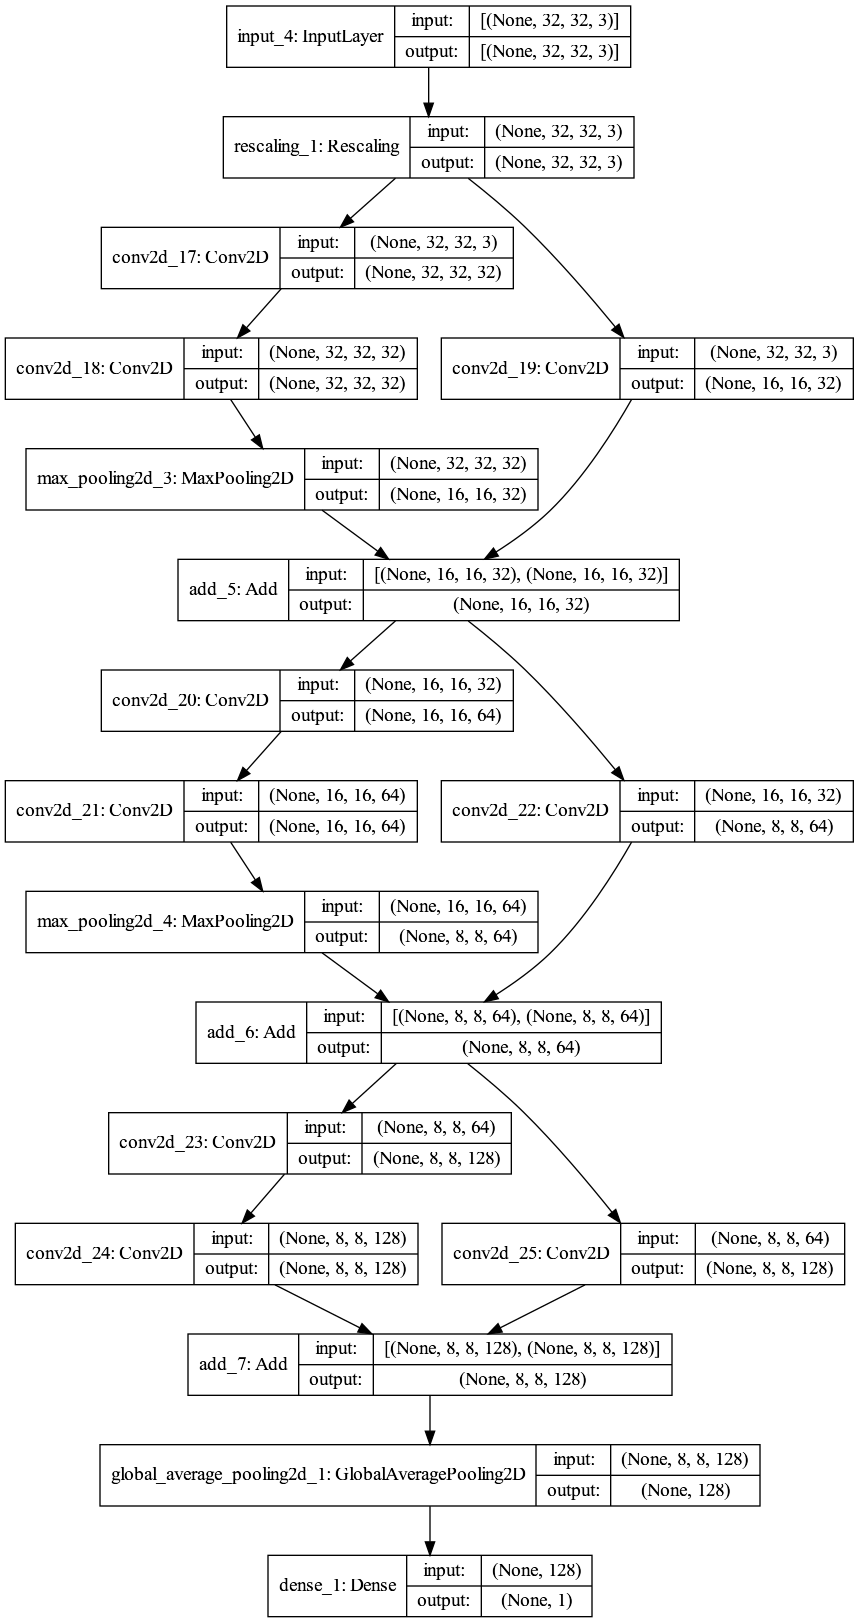 input_4: InputLayer
input: [(None, 32, 32, 3)]
output: [(None, 32, 32, 3)]
rescaling_1: Rescaling
input: (None, 32, 32, 3)
output: (None, 32, 32, 3)
conv2d_17: Conv2D
input: (None, 32, 32, 3)
output: (None, 32, 32, 32)
conv2d_18: Conv2D
input: (None, 32, 32, 32)
output: (None, 32, 32, 32)
conv2d_19: Conv2D
input: (None, 32, 32, 3)
output: (None, 16, 16, 32)
max_pooling2d_3: MaxPooling2D
input: (None, 32, 32, 32)
output: (None, 16, 16, 32)
add_5: Add
input: [(None, 16, 16, 32), (None, 16, 16, 32)]
output: (None, 16, 16, 32)
conv2d_20: Conv2D
input: (None, 16, 16, 32)
output: (None, 16, 16, 64)
conv2d_21: Conv2D
input: (None, 16, 16, 64)
output: (None, 16, 16, 64)
conv2d_22: Conv2D
input: (None, 16, 16, 32)
output: (None, 8, 8, 64)
max_pooling2d_4: MaxPooling2D
input: (None, 16, 16, 64)
output: (None, 8, 8, 64)
add_6: Add
input: [(None, 8, 8, 64), (None, 8, 8, 64)]
output: (None, 8, 8, 64)
conv2d_23: Conv2D
input: (None, 8, 8, 64)
output: (None, 8, 8, 128)
conv2d_24: Conv2D
input: (None, 8, 8, 128)
output: (None, 8, 8, 128)
conv2d_25: Conv2D
input: (None, 8, 8, 64)
output: (None, 8, 8, 128)
add_7: Add
input: [(None, 8, 8, 128), (None, 8, 8, 128)]
output: (None, 8, 8, 128)
global_average_pooling2d_1: GlobalAveragePooling2D
input: (None, 8, 8, 128)
output: (None, 128)
dense_1: Dense
input: (None, 128)
output: (None, 1)